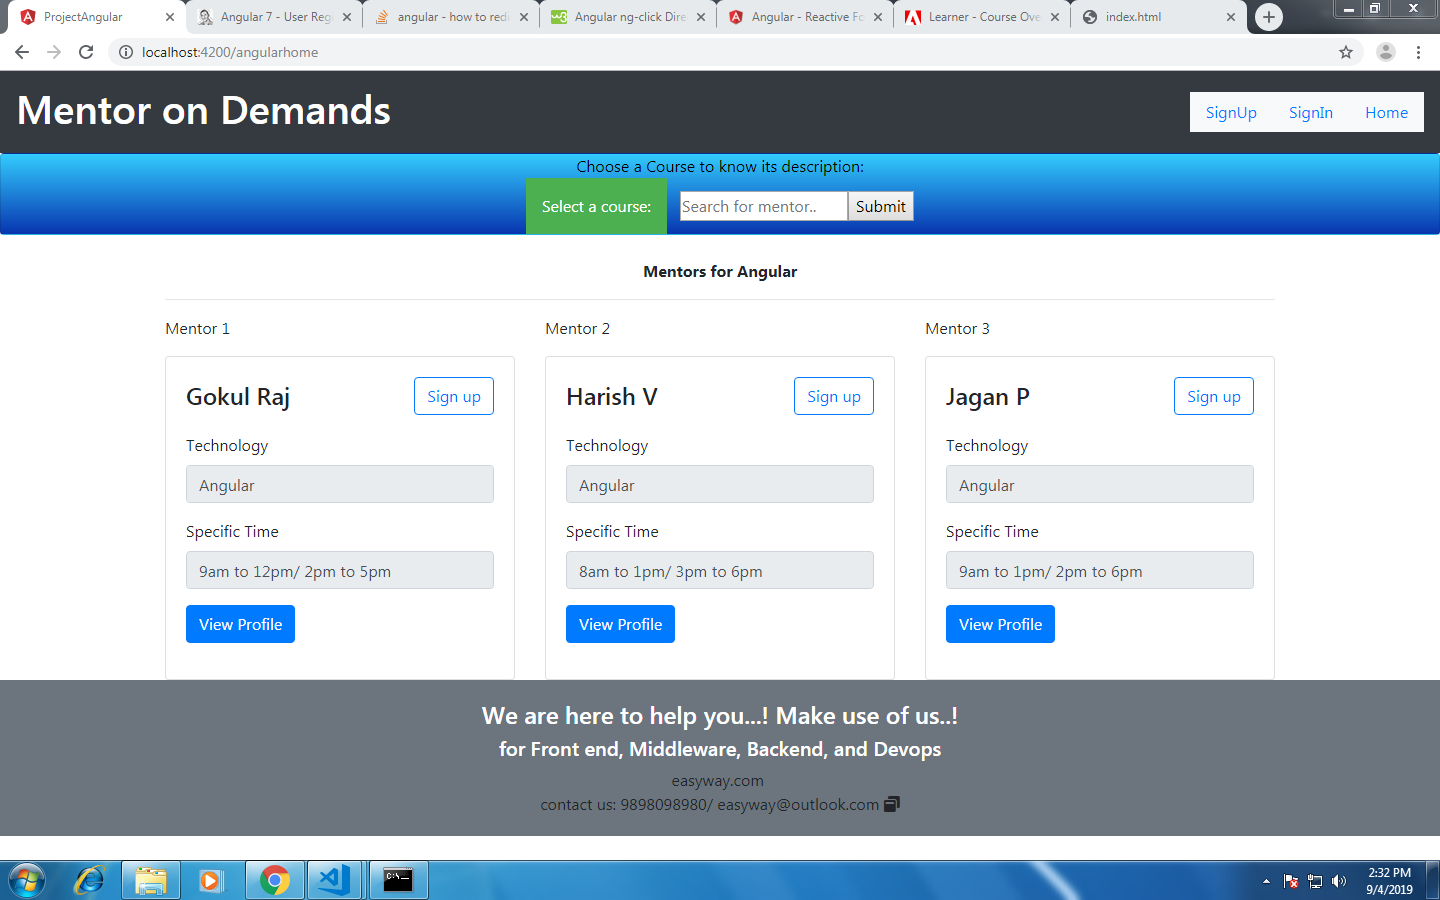 ProjectAngular
Angular 7 - User Reg
angular - how to redi
Angular ng-click Dire
Angular - Reactive Fo
Learner - Course Ove
index.html
localhost:4200/angularhome
Mentor on Demands
SignUp SignIn Home
Choose a Course to know its description:
Select a course: Search for mentor.. Submit
Mentors for Angular
Mentor 1 Mentor 2 Mentor 3
Gokul Raj Sign up Harish V Sign up Jagan P Sign up
Technology Technology Technology
Angular Angular Angular
Specific Time Specific Time Specific Time
9am to 12pm/ 2pm to 5pm 8am to 1pm/ 3pm to 6pm 9am to 1pm/ 2pm to 6pm
View Profile View Profile View Profile
We are here to help you...! Make use of us..!
for Front end, Middleware, Backend, and Devops
easyway.com
contact us: 9898098980/ easyway@outlook.com
2:32 PM
9/4/2019